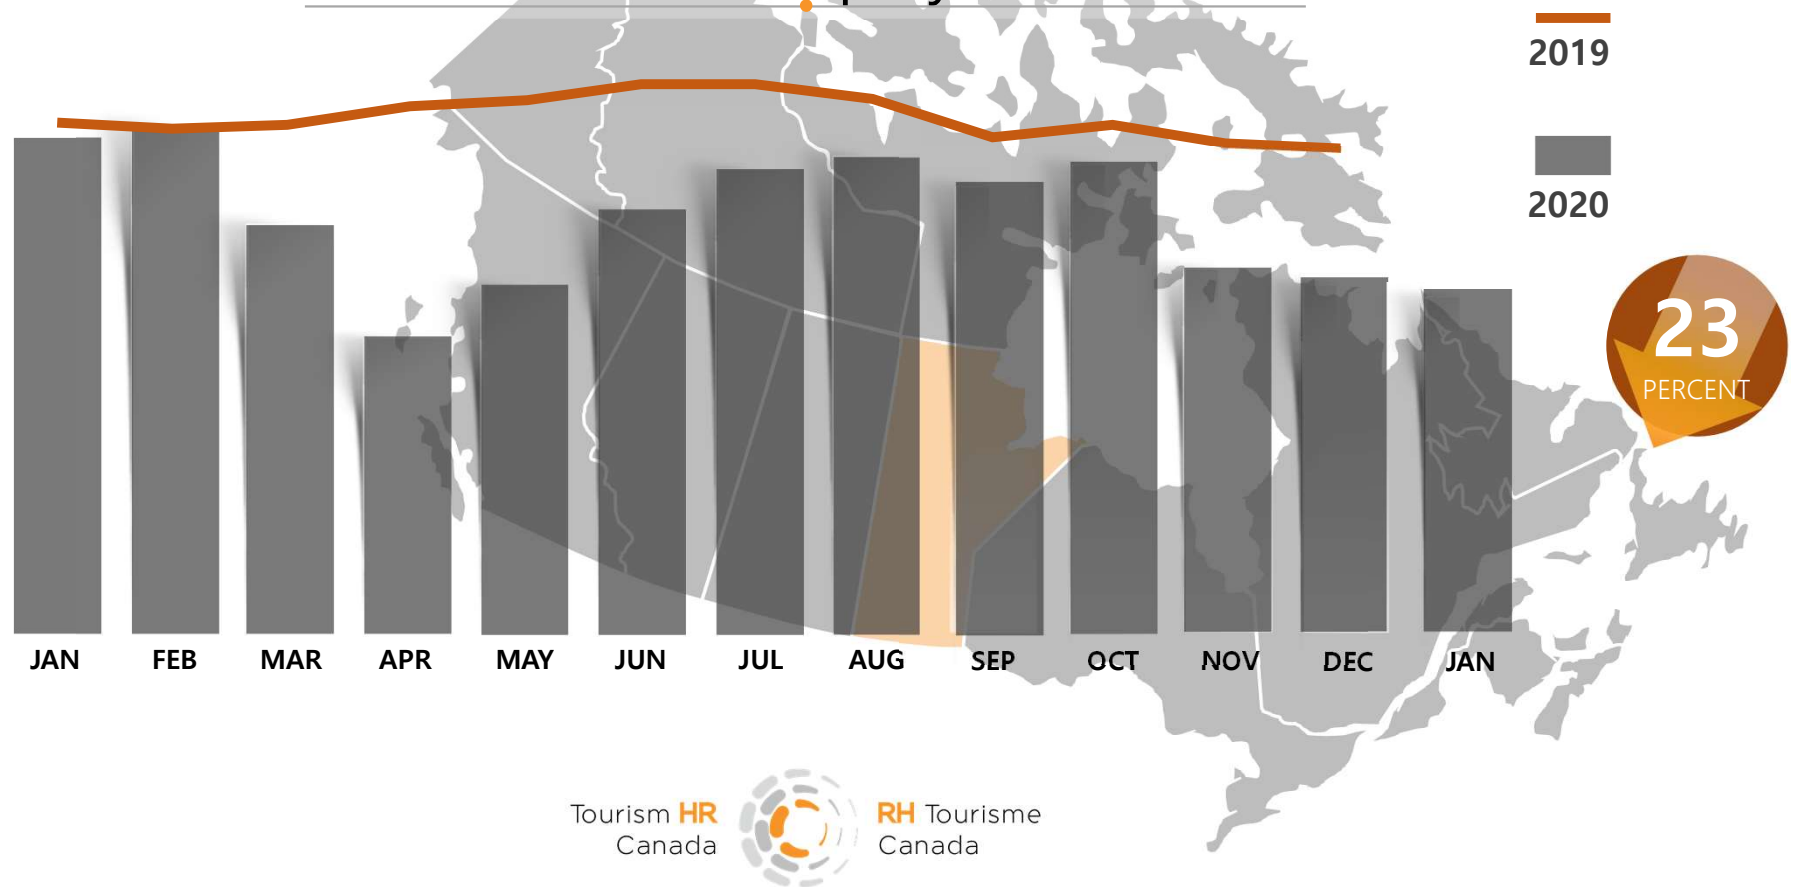 2019
2020
23
PERCENT
JAN FEB MAR APR MAY JUN JUL AUG SEP OCT NOV DEC JAN
Tourism HR
Canada
RH Tourisme
Canada